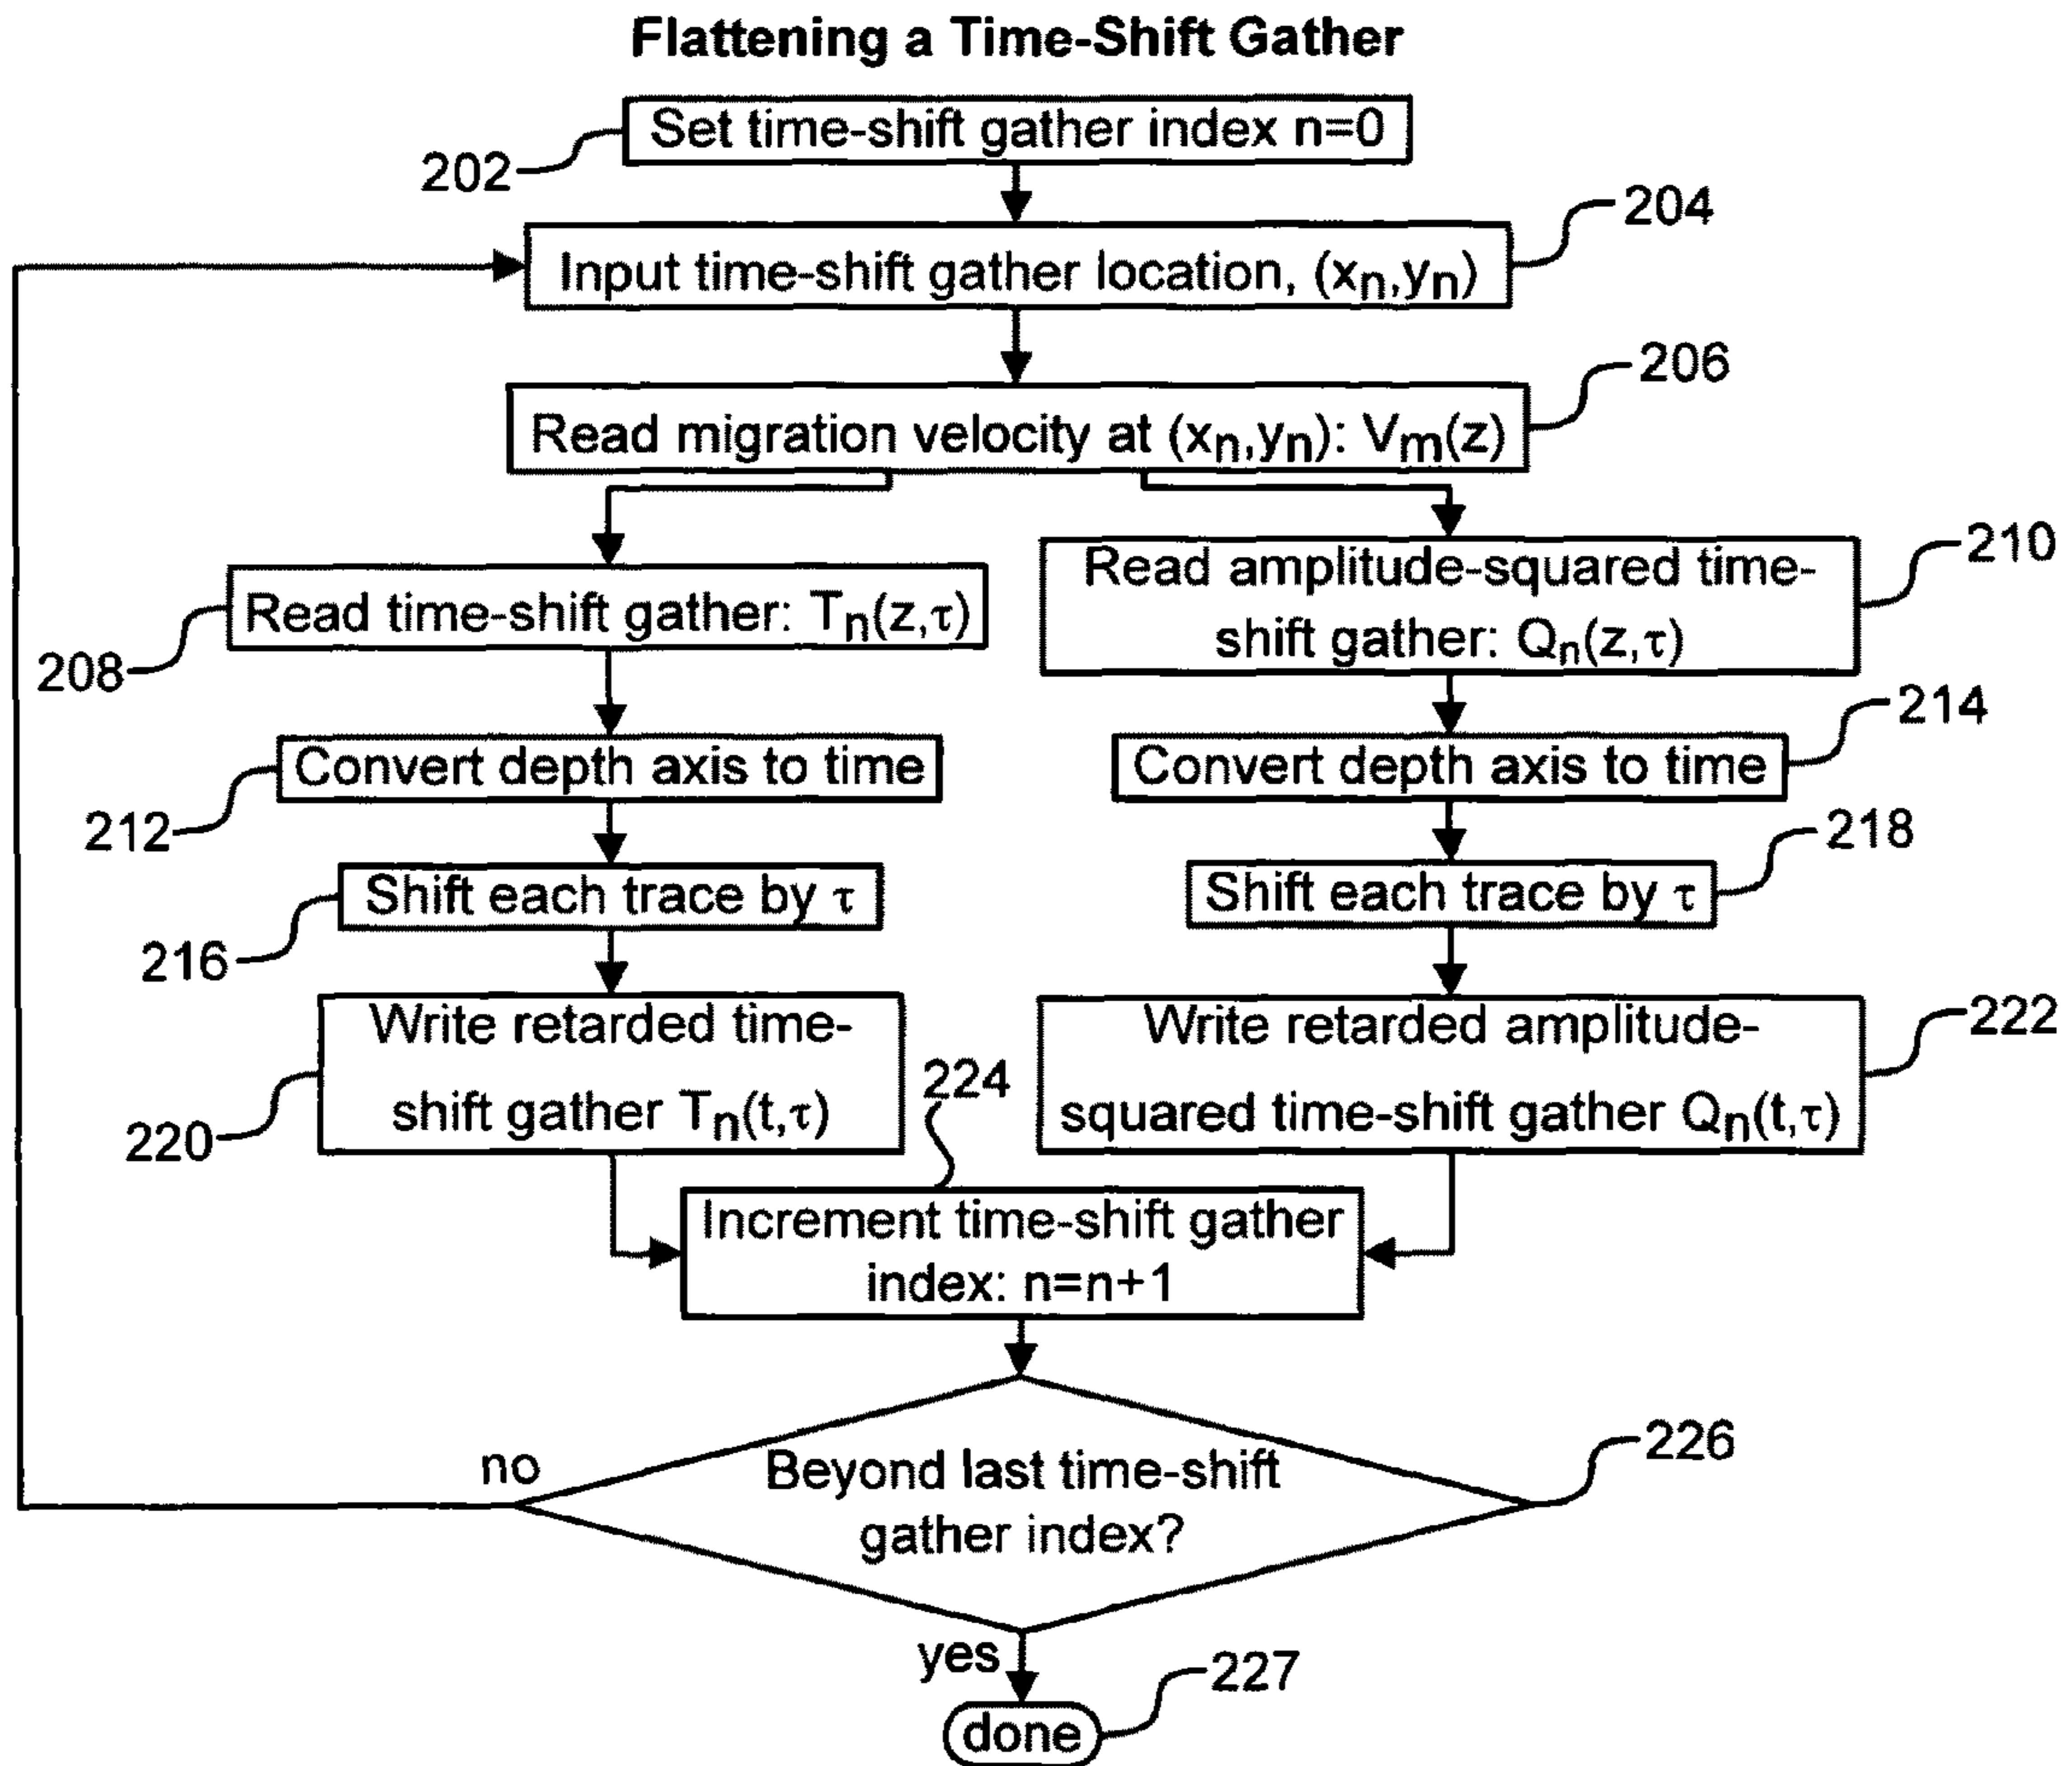 Flattening a Time-Shift Gather
Set time-shift gather index n=0
202
204
Input time-shift gather location, (xn,yn)
206
Read migration velocity at (xn,yn): Vm(z)
210
Read amplitude-squared time-
shift gather: Qn(z,τ)
Read time-shift gather: Tn(z,τ)
208
214
Convert depth axis to time
Convert depth axis to time
212
218
Shift each trace by τ
Shift each trace by τ
216
Write retarded time-
shift gather Tn(t,τ)
220
224
Write retarded amplitude-
squared time-shift gather Qn(t,τ)
222
Increment time-shift gather
index: n=n+1
no
Beyond last time-shift
gather index?
226
yes
227
done